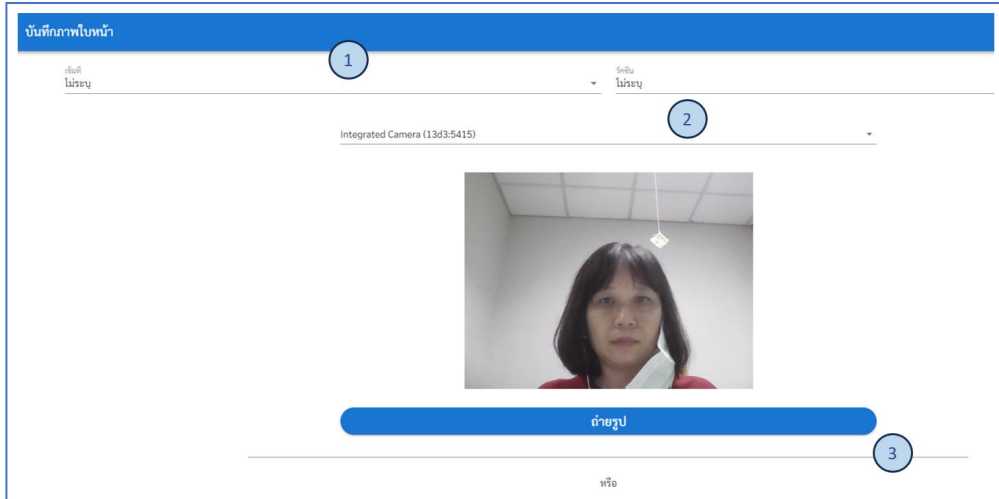 บันทึกภาพใบหน้า
1
เข็มที่
ไม่ระบุ
วัคซีน
ไม่ระบุ
2
Integrated Camera (13d3:5415)
ถ่ายรูป
3
หรือ